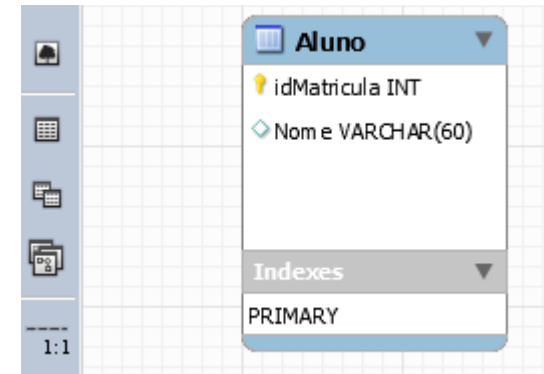 Aluno
idMatricula INT
Nome VARCHAR(60)
Indexes
PRIMARY
1:1